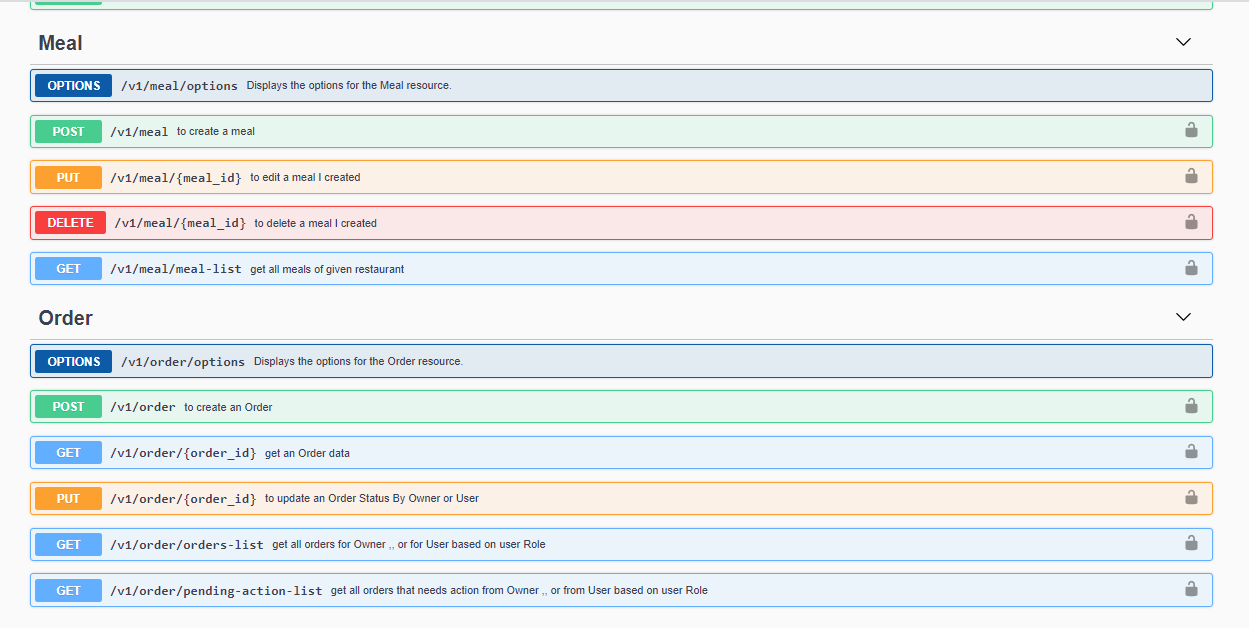 Meal
OPTIONS /v1/meal/options Displays the options for the Meal resource.
POST /v1/meal to create a meal
PUT /v1/meal/{meal_id} to edit a meal I created
DELETE /v1/meal/{meal_id} to delete a meal I created
GET /v1/meal/meal-list get all meals of given restaurant
Order
OPTIONS /v1/order/options Displays the options for the Order resource.
POST /v1/order to create an Order
GET /v1/order/{order_id} get an Order data
PUT /v1/order/{order_id} to update an Order Status By Owner or User
GET /v1/order/orders-list get all orders for Owner ,, or for User based on user Role
GET /v1/order/pending-action-list get all orders that needs action from Owner ,, or from User based on user Role